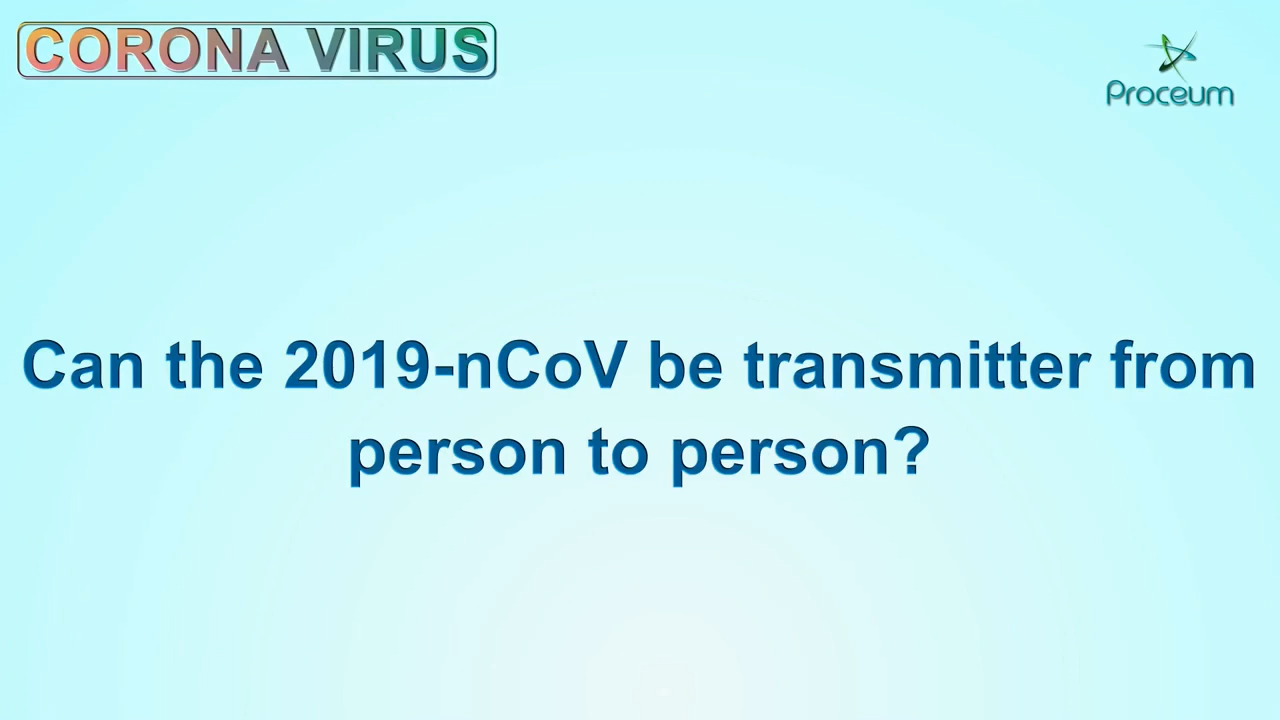 CORONA VIRUS
Proceum
Can the 2019-nCoV be transmitter from
person to person?